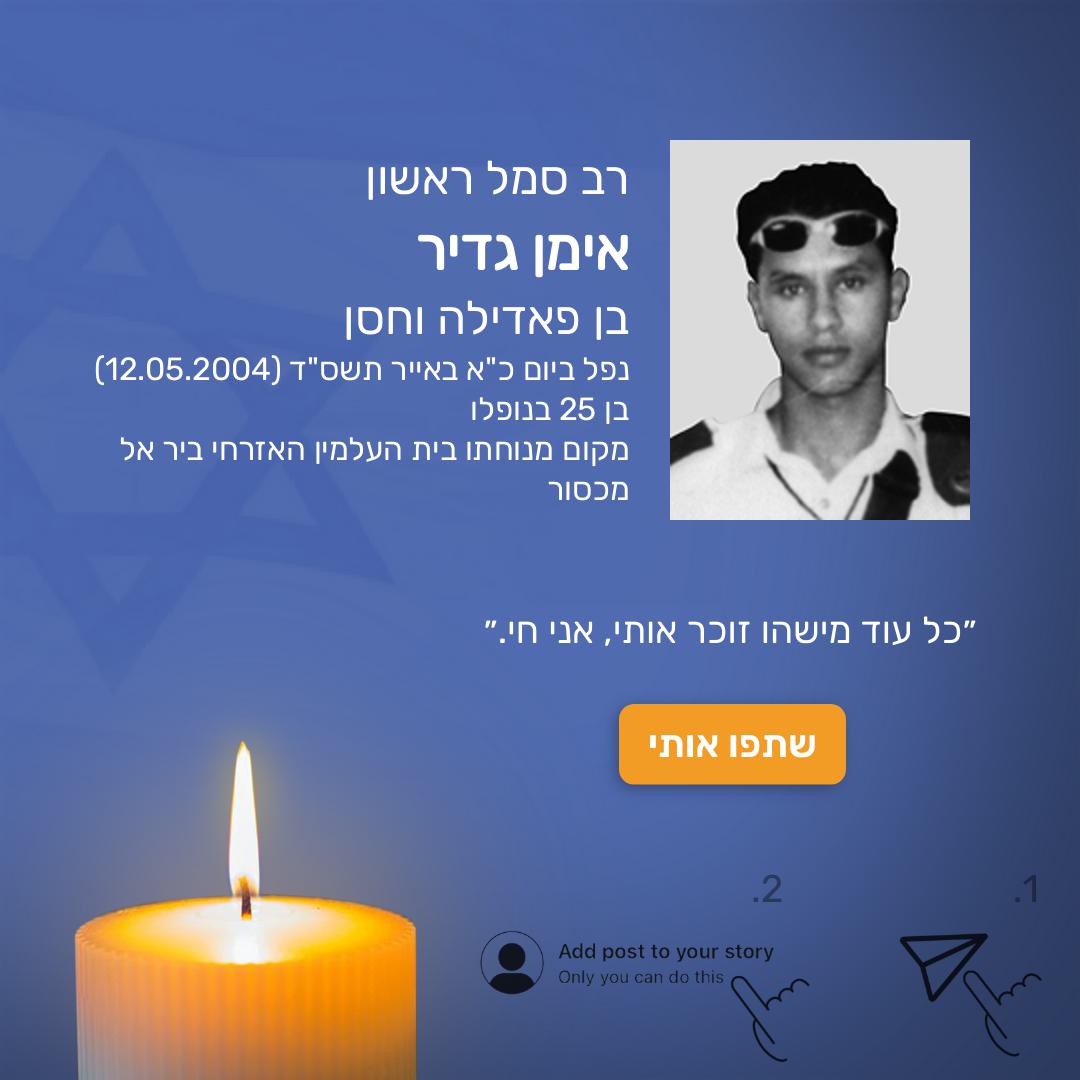 רב סמל ראשון
אימן גדיר
בן פאדילה וחסן
נפל ביום כ"א באייר תשס"ד (12.05.2004)
בן 25 בנופלו
מקום מנוחתו בית העלמין האזרחי ביר אל
מכסור
״כל עוד מישהו זוכר אותי, אני חי.״
שתפו אותי
1.
2.
Add post to your story
Only you can do this